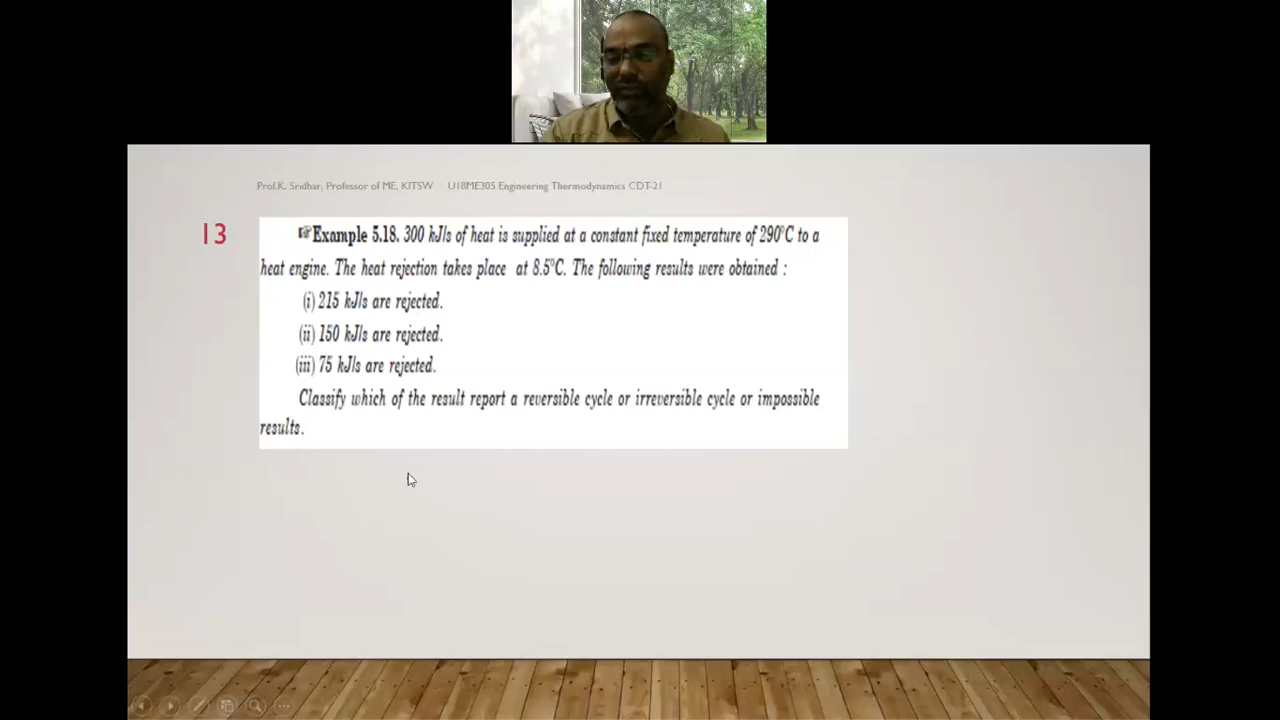 Prof.K. Sridhar, Professor of ME, KITSW U18ME305 Engineering Thermodynamics CDT-21
13
☞Example 5.18. 300 kJ/s of heat is supplied at a constant fixed temperature of 290°C to a
heat engine. The heat rejection takes place at 8.5°C. The following results were obtained :
(i) 215 kJ/s are rejected.
(ii) 150 kJ/s are rejected.
(iii) 75 kJ/s are rejected.
Classify which of the result report a reversible cycle or irreversible cycle or impossible
results.